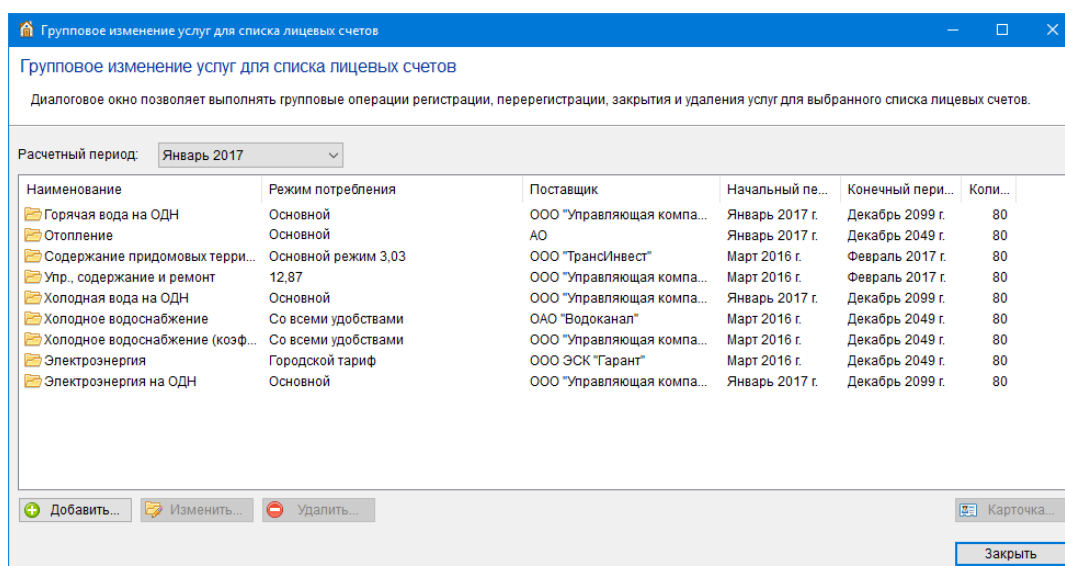 Групповое изменение услуг для списка лицевых счетов
Групповое изменение услуг для списка лицевых счетов
Диалоговое окно позволяет выполнять групповые операции регистрации, перерегистрации, закрытия и удаления услуг для выбранного списка лицевых счетов.
Расчетный период: Январь 2017
Наименование Режим потребления Поставщик Начальный пе... Конечный пери... Коли...
Горячая вода на ОДН Основной ООО "Управляющая компа... Январь 2017 г. Декабрь 2099 г. 80
Отопление Основной АО Январь 2017 г. Декабрь 2049 г. 80
Содержание придомовых терри... Основной режим 3,03 ООО "ТрансИнвест" Март 2016 г. Февраль 2017 г. 80
Упр., содержание и ремонт 12,87 ООО "Управляющая компа... Март 2016 г. Февраль 2017 г. 80
Холодная вода на ОДН Основной ООО "Управляющая компа... Январь 2017 г. Декабрь 2099 г. 80
Холодное водоснабжение Со всеми удобствами ОАО "Водоканал" Март 2016 г. Декабрь 2049 г. 80
Холодное водоснабжение (коэф... Со всеми удобствами ООО "Управляющая компа... Март 2016 г. Декабрь 2049 г. 80
Электроэнергия Городской тариф ООО ЭСК "Гарант" Март 2016 г. Декабрь 2049 г. 80
Электроэнергия на ОДН Основной ООО "Управляющая компа... Январь 2017 г. Декабрь 2099 г. 80
Добавить... Изменить... Удалить... Карточка...
Закрыть